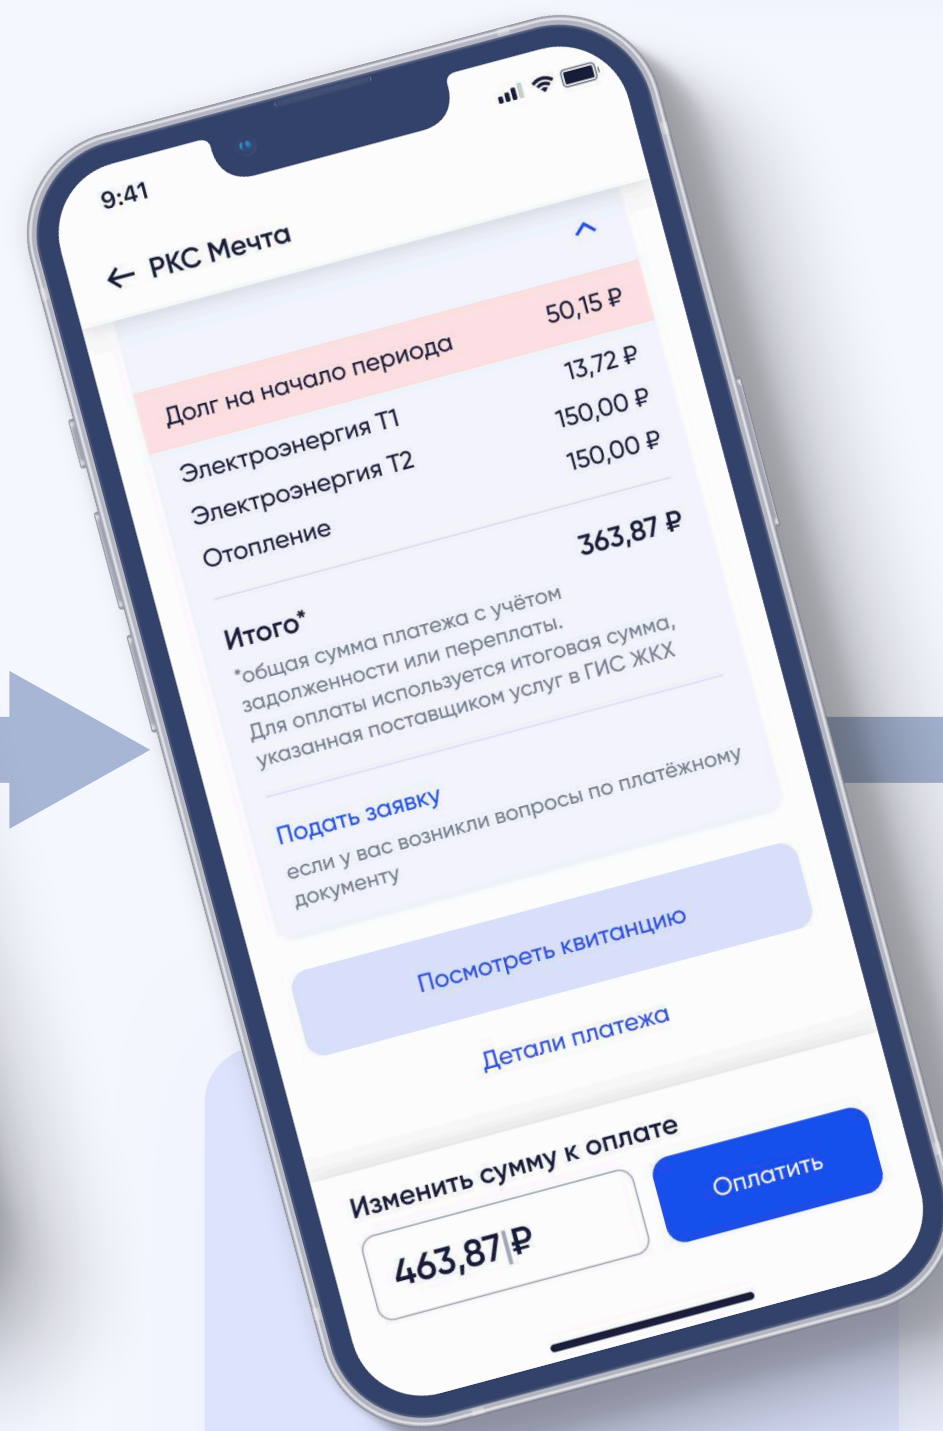 9:41
← РКС Мечта
Долг на начало периода 50,15 ₽
Электроэнергия Т1 13,72 ₽
Электроэнергия Т2 150,00 ₽
Отопление 150,00 ₽
Итого* 363,87 ₽
*общая сумма платежа с учётом
задолженности или переплаты.
Для оплаты используется итоговая сумма,
указанная поставщиком услуг в ГИС ЖКХ
Подать заявку
если у вас возникли вопросы по платёжному
документу
Посмотреть квитанцию
Детали платежа
Изменить сумму к оплате
463,87 ₽
Оплатить